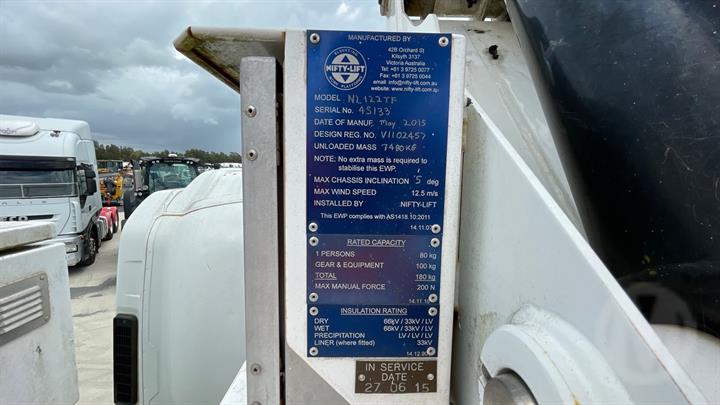 MANUFACTURED BY
NIFTY-LIFT
42B Orchard St
Kilsyth 3137
Victoria Australia
Tel: +61 3 9725 0077
Fax: +61 3 9725 0044
email: info@nifty-lift.com.au
website: www.nifty-lift.com.au
MODEL NL122TF
SERIAL No. 45133
DATE OF MANUF. May 2015
DESIGN REG. NO. V1102457
UNLOADED MASS 7480KG
NOTE: No extra mass is required to
stabilise this EWP.
MAX CHASSIS INCLINATION 5 deg
MAX WIND SPEED 12.5 m/s
INSTALLED BY NIFTY-LIFT
This EWP complies with AS1418.10:2011
14.11.07
RATED CAPACITY
1 PERSONS 80 kg
GEAR & EQUIPMENT 100 kg
TOTAL 180 kg
MAX MANUAL FORCE 200 N
INSULATION RATING
DRY 66kV / 33kV / LV
WET 66kV / 33kV / LV
PRECIPITATION LV / LV / LV
LINER (where fitted) 33kV
IN SERVICE
DATE
27 06 15